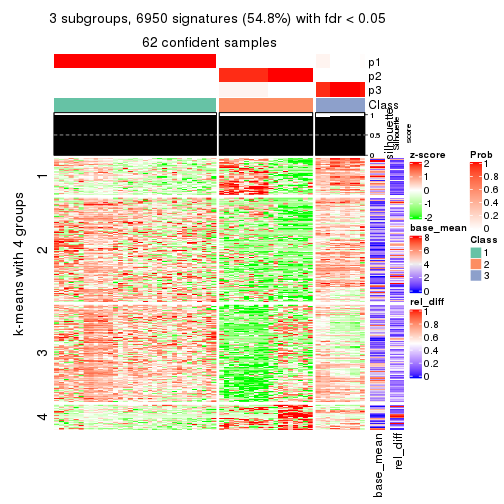 3 subgroups, 6950 signatures (54.8%) with fdr < 0.05
62 confident samples
p1
p2
p3
Class
1
0.5
0
silhouette
Silhouette
score
k-means with 4 groups
1
2
3
4
base_mean
rel_diff
z-score
2
1
0
-1
-2
base_mean
8
6
4
2
0
rel_diff
1
0.8
0.6
0.4
0.2
0
Prob
1
0.8
0.6
0.4
0.2
0
Class
1
2
3